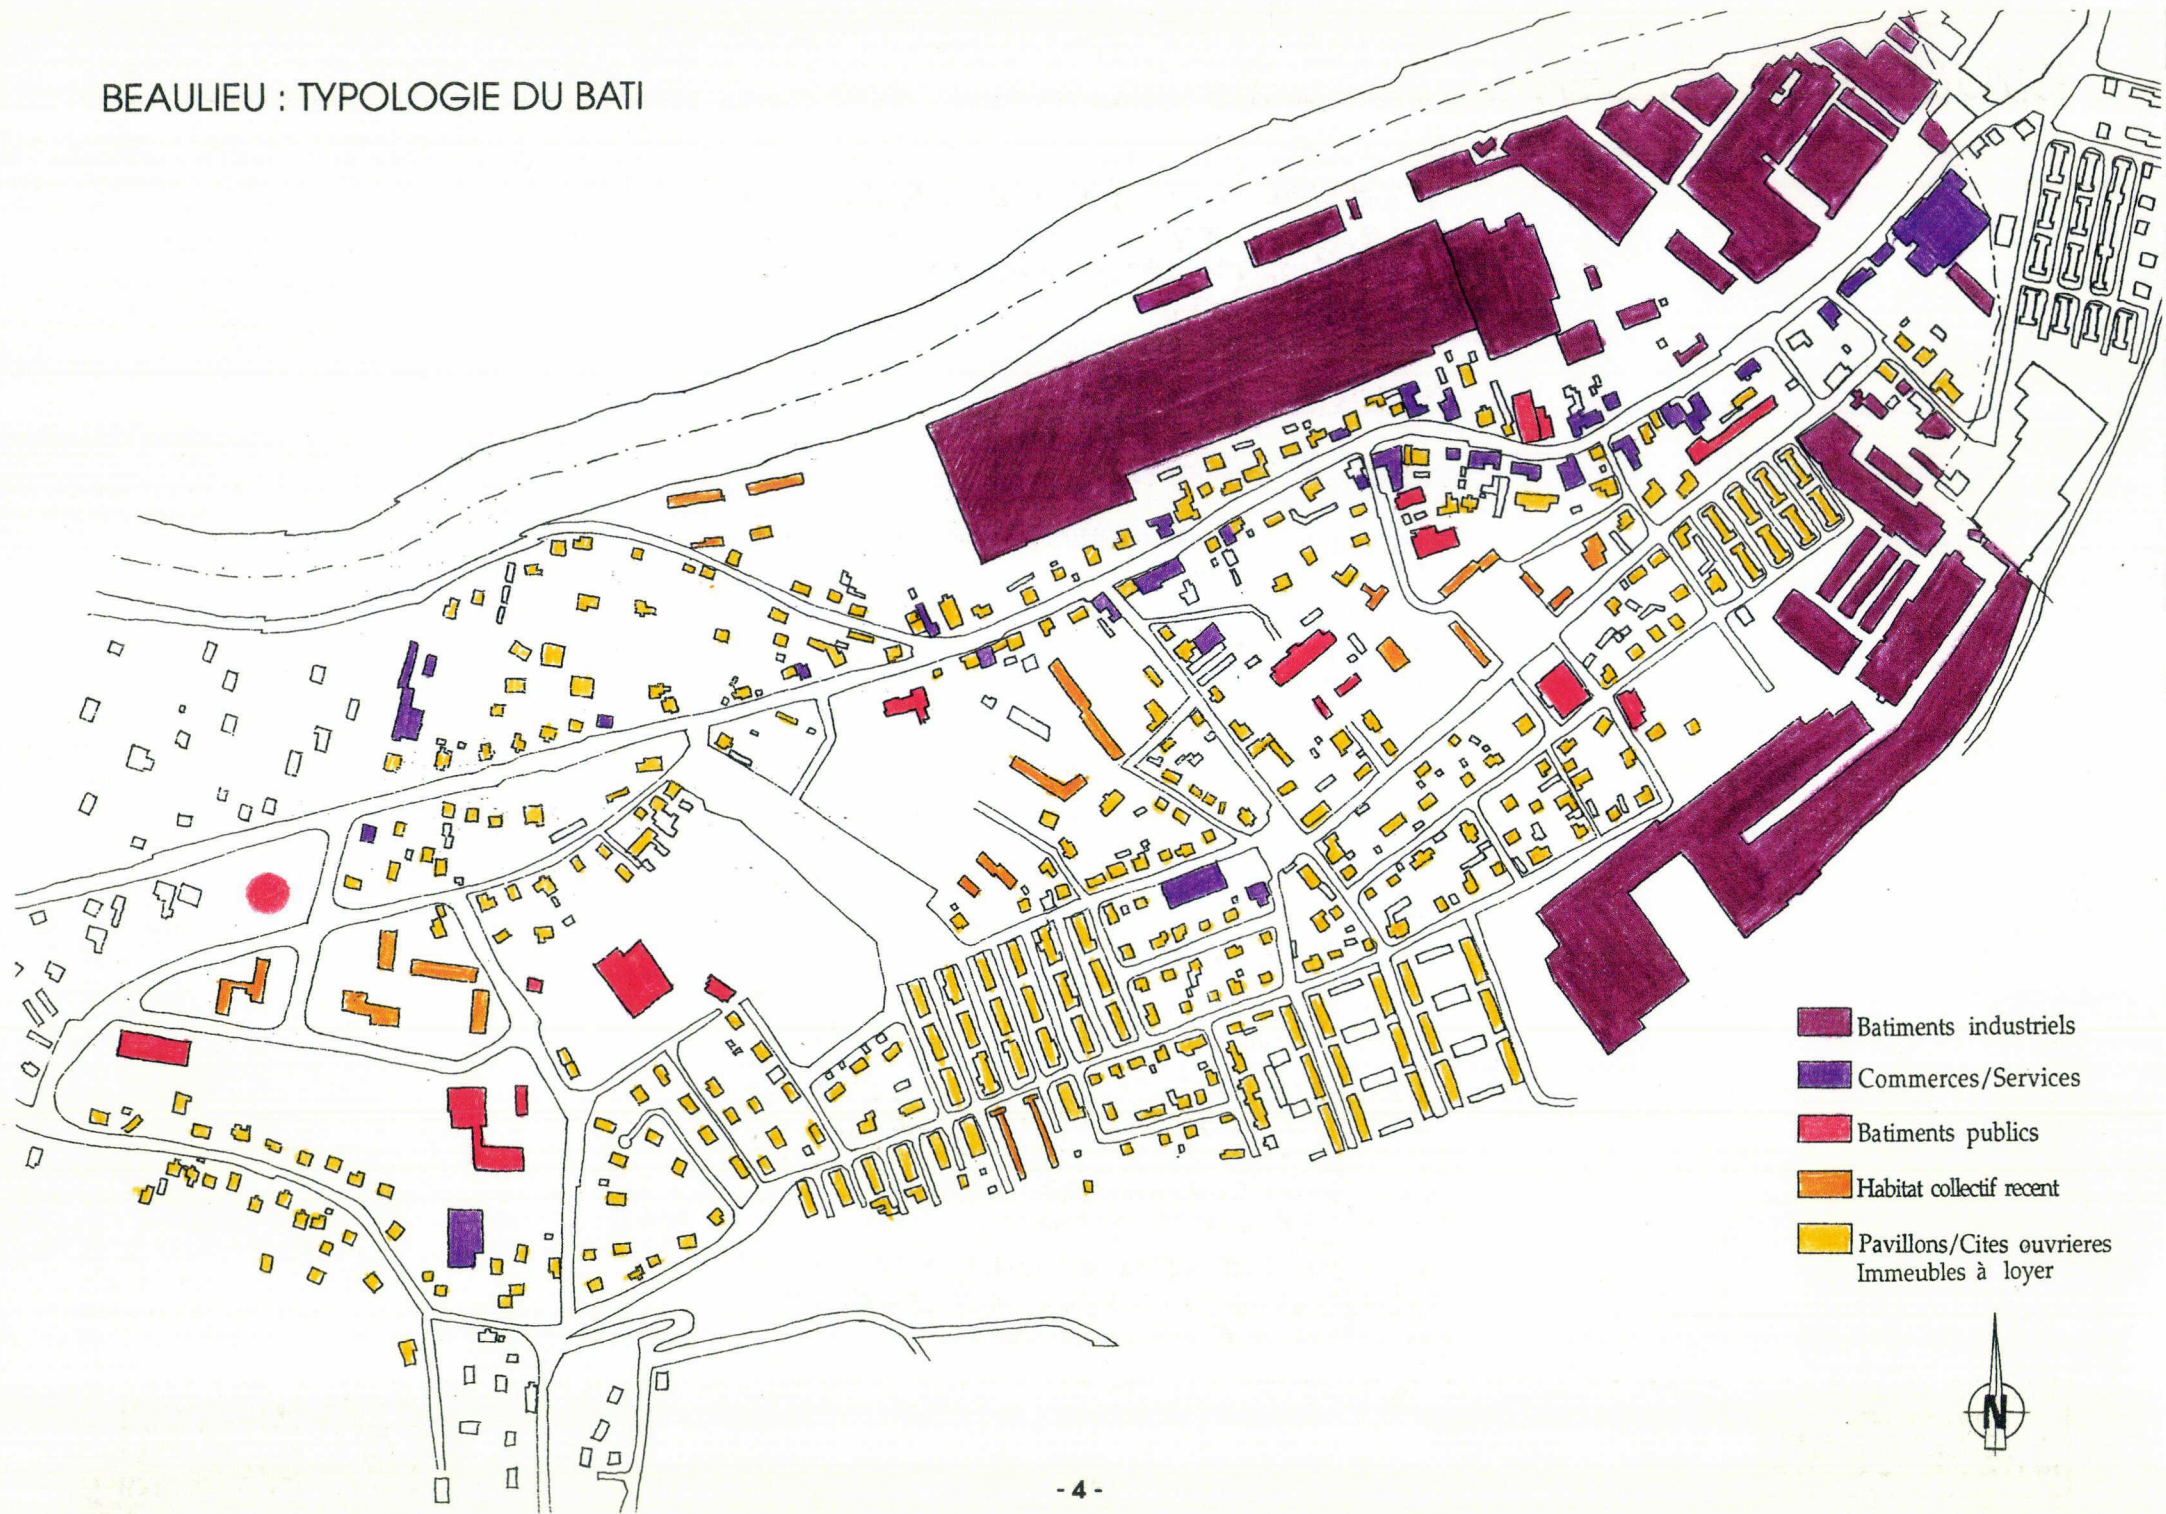 BEAULIEU : TYPOLOGIE DU BATI
Batiments industriels
Commerces/Services
Batiments publics
Habitat collectif recent
Pavillons/Cites ouvrieres
Immeubles à loyer
N
- 4 -